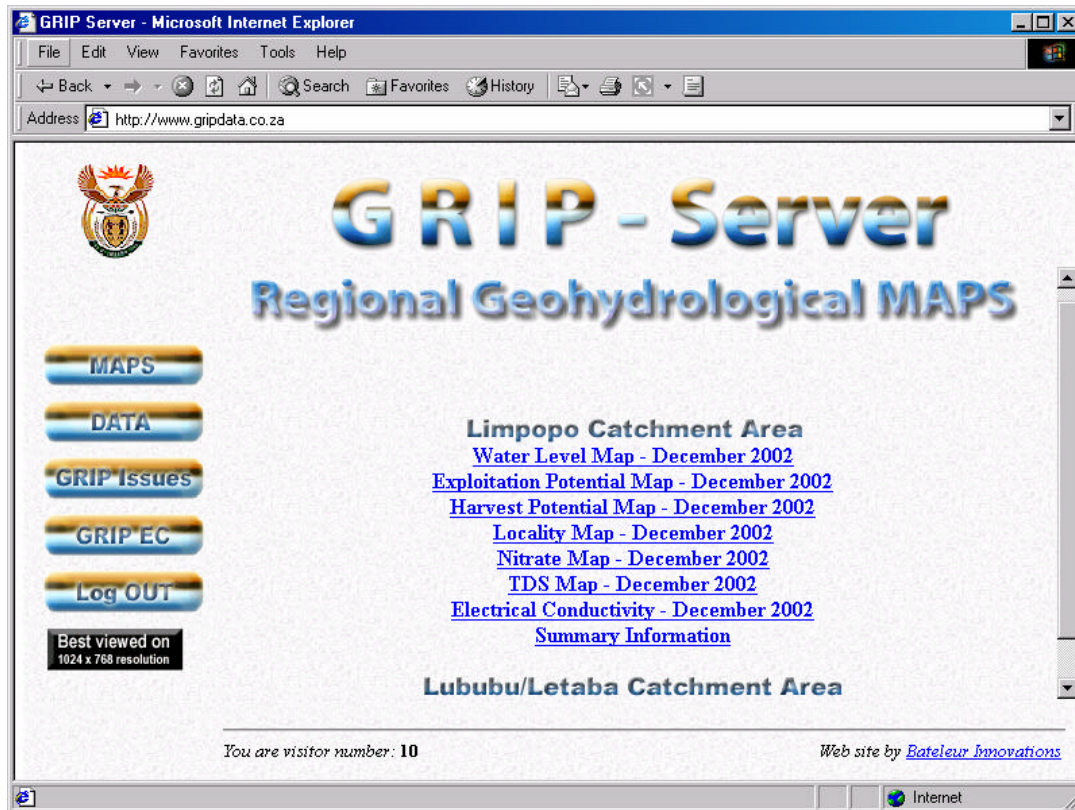 GRIP Server - Microsoft Internet Explorer
File Edit View Favorites Tools Help
Back Search Favorites History
Address http://www.gripdata.co.za
GRIP - Server
Regional Geohydrological MAPS
MAPS
DATA
GRIP Issues
GRIP EC
Log OUT
Best viewed on
1024 x 768 resolution
Limpopo Catchment Area
Water Level Map - December 2002
Exploitation Potential Map - December 2002
Harvest Potential Map - December 2002
Locality Map - December 2002
Nitrate Map - December 2002
TDS Map - December 2002
Electrical Conductivity - December 2002
Summary Information
Lububu/Letaba Catchment Area
You are visitor number: 10
Web site by Bateleur Innovations
Internet